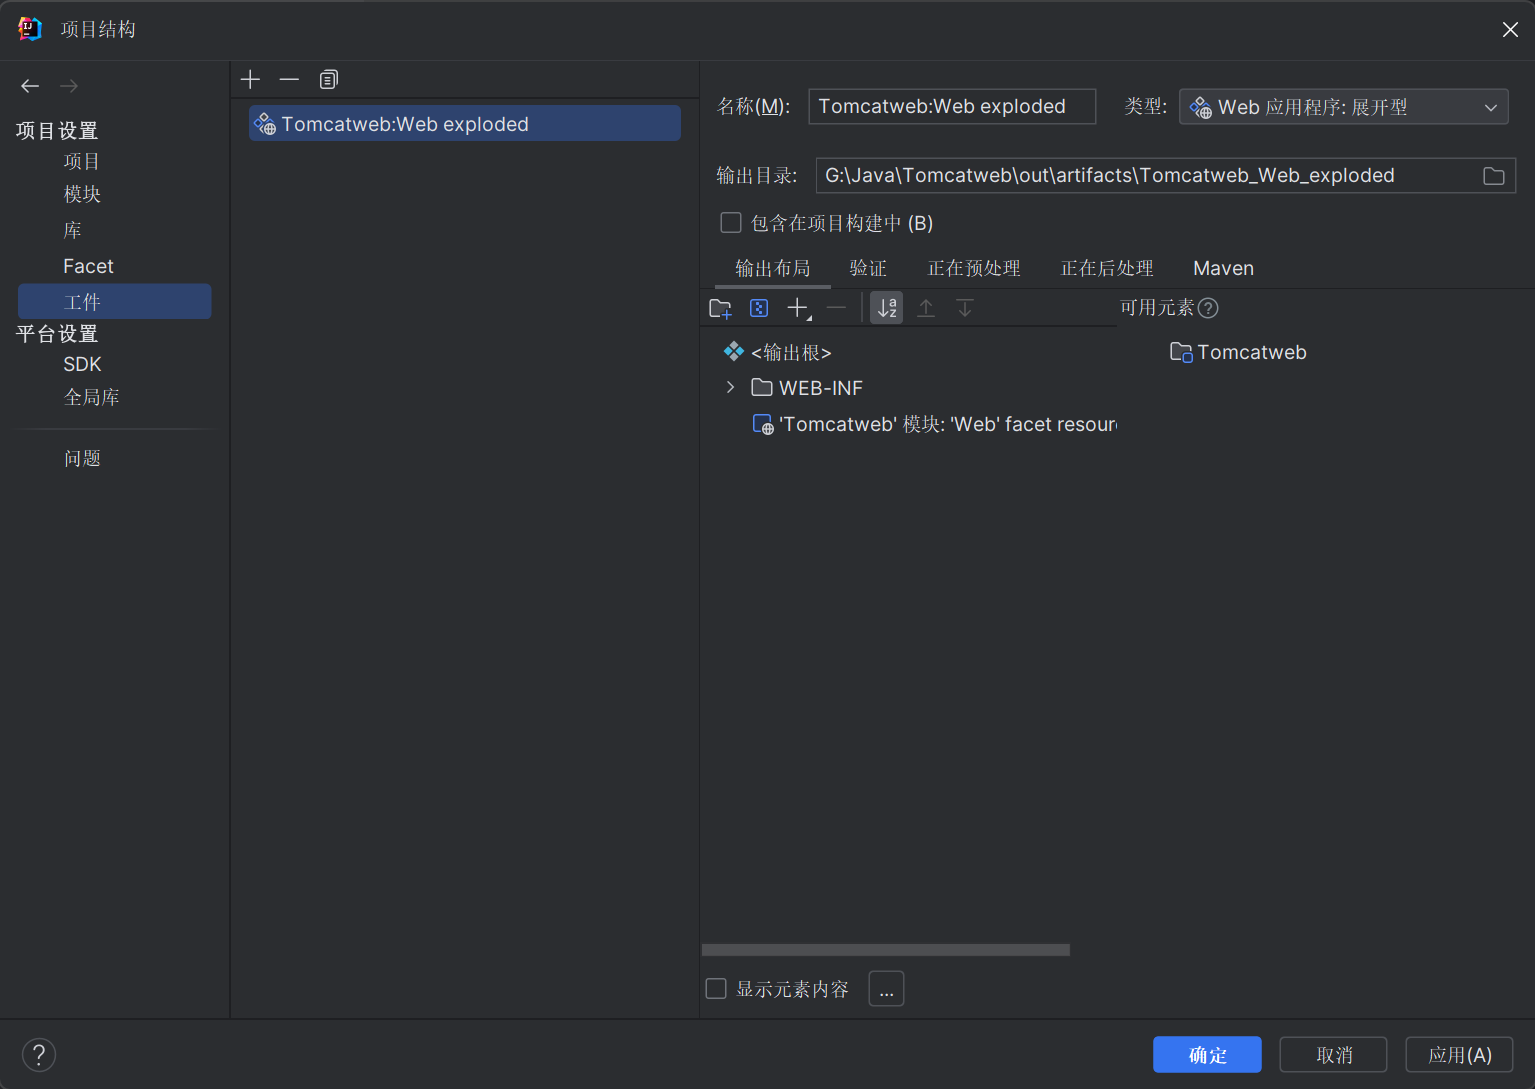 项目结构
项目设置
项目
模块
库
Facet
工件
平台设置
SDK
全局库
问题
Tomcatweb:Web exploded
名称(M): Tomcatweb:Web exploded 类型: Web 应用程序: 展开型
输出目录: G:\Java\Tomcatweb\out\artifacts\Tomcatweb_Web_exploded
包含在项目构建中 (B)
输出布局 验证 正在预处理 正在后处理 Maven
可用元素
<输出根>
WEB-INF
'Tomcatweb' 模块: 'Web' facet resour
Tomcatweb
显示元素内容 ...
确定 取消 应用(A)